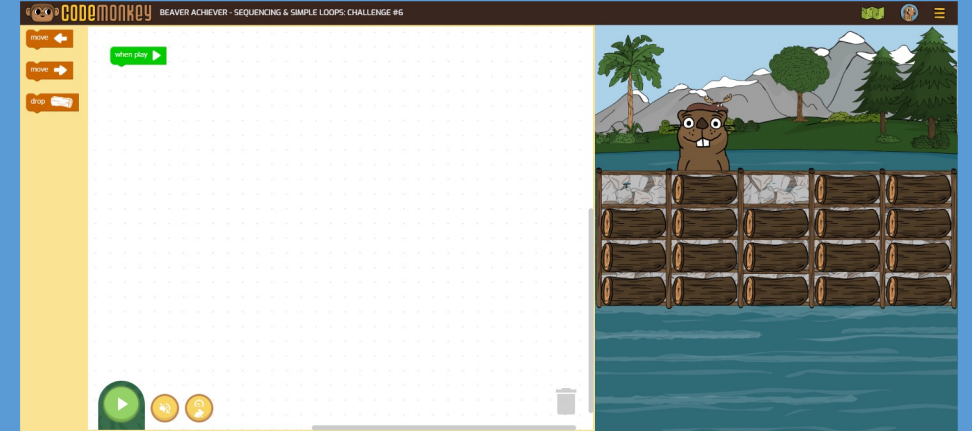 CODEMONKEY BEAVER ACHIEVER - SEQUENCING & SIMPLE LOOPS: CHALLENGE #6
move
move
drop
when play